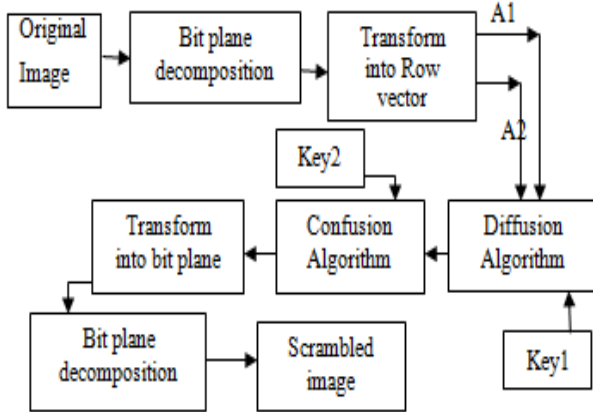 Original
Image
Bit plane
decomposition
Transform
into Row
vector
A1
A2
Key2
Transform
into bit plane
Confusion
Algorithm
Diffusion
Algorithm
Bit plane
decomposition
Scrambled
image
Key1